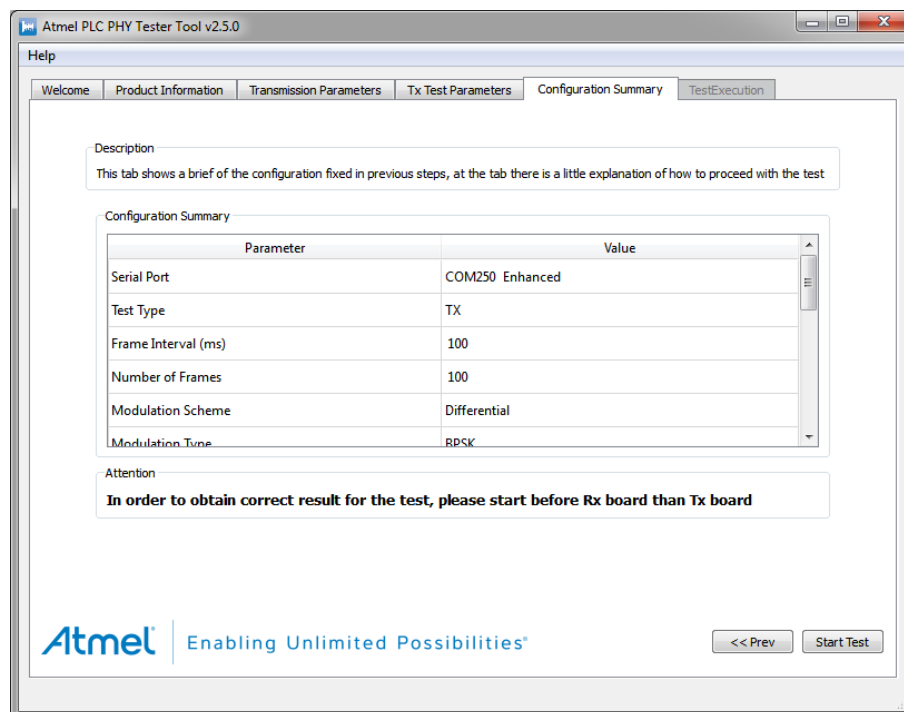 Atmel PLC PHY Tester Tool v2.5.0
Help
Welcome Product Information Transmission Parameters Tx Test Parameters Configuration Summary TestExecution
Description
This tab shows a brief of the configuration fixed in previous steps, at the tab there is a little explanation of how to proceed with the test
Configuration Summary
Parameter Value
Serial Port COM250 Enhanced
Test Type TX
Frame Interval (ms) 100
Number of Frames 100
Modulation Scheme Differential
Modulation Type BPSK
Attention
In order to obtain correct result for the test, please start before Rx board than Tx board
Atmel Enabling Unlimited Possibilities®
<< Prev Start Test